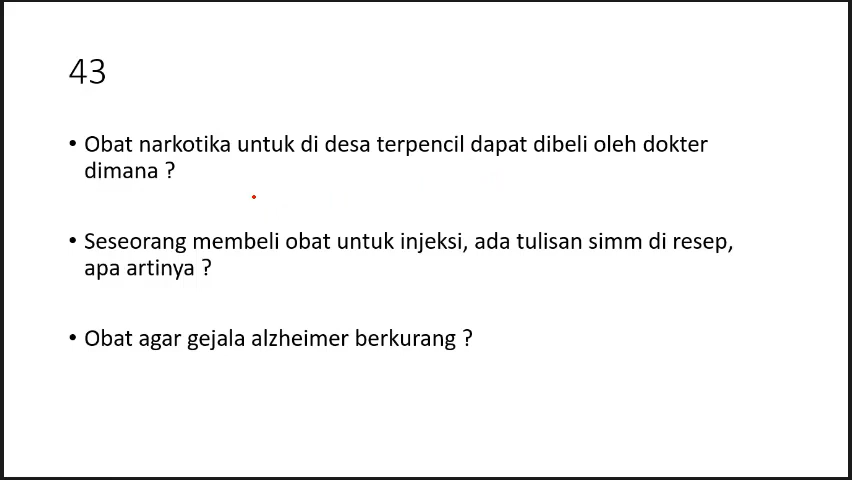 43
• Obat narkotika untuk di desa terpencil dapat dibeli oleh dokter
dimana ?
• Seseorang membeli obat untuk injeksi, ada tulisan simm di resep,
apa artinya ?
• Obat agar gejala alzheimer berkurang ?